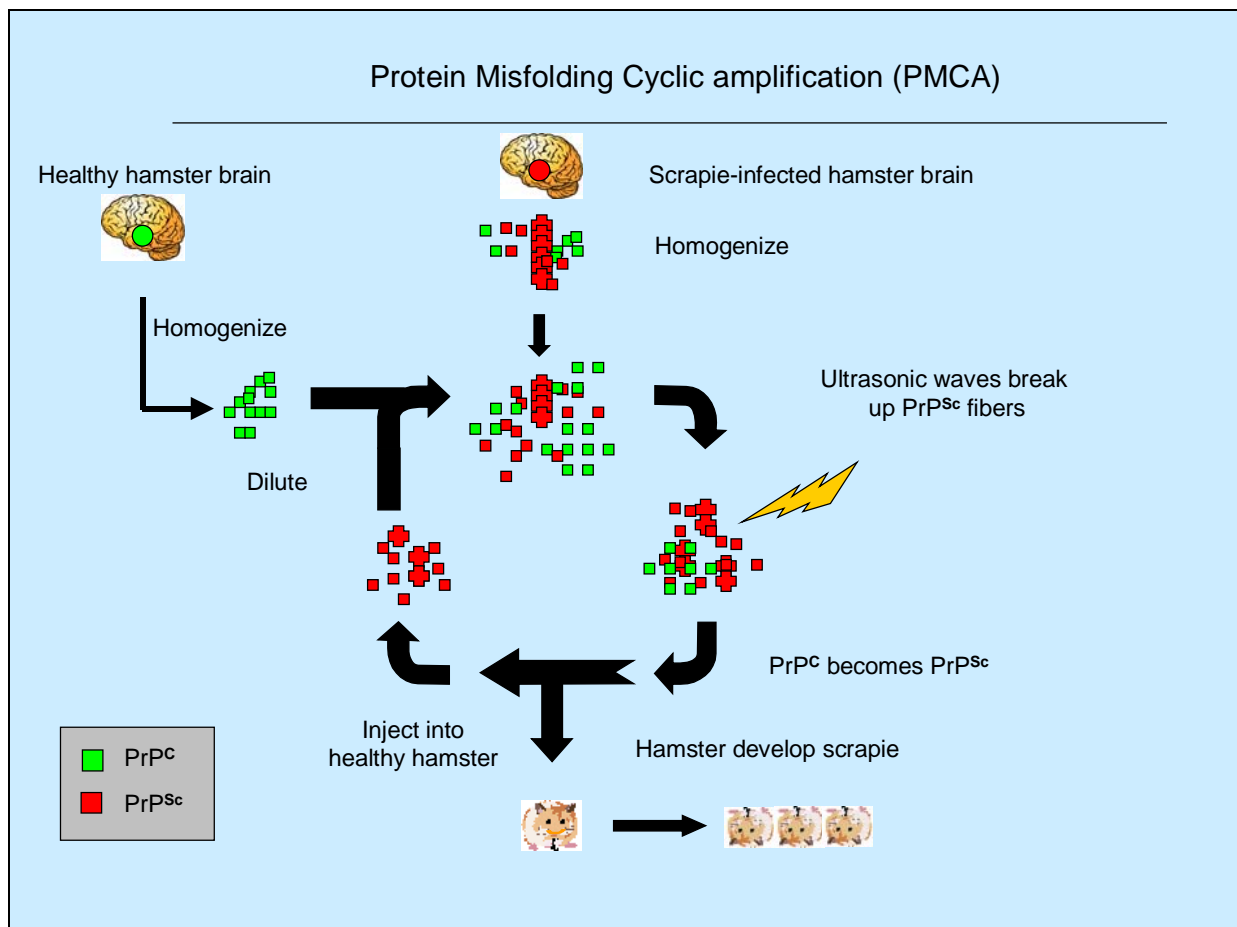 Protein Misfolding Cyclic amplification (PMCA)
Healthy hamster brain
Scrapie-infected hamster brain
Homogenize
Homogenize
Ultrasonic waves break
up PrPSc fibers
Dilute
PrPC becomes PrPSc
Inject into
healthy hamster
Hamster develop scrapie
PrPC
PrPSc